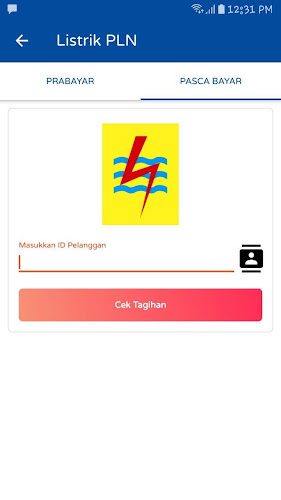 12:31 PM
Listrik PLN
PRABAYAR
PASCA BAYAR
Masukkan ID Pelanggan
Cek Tagihan